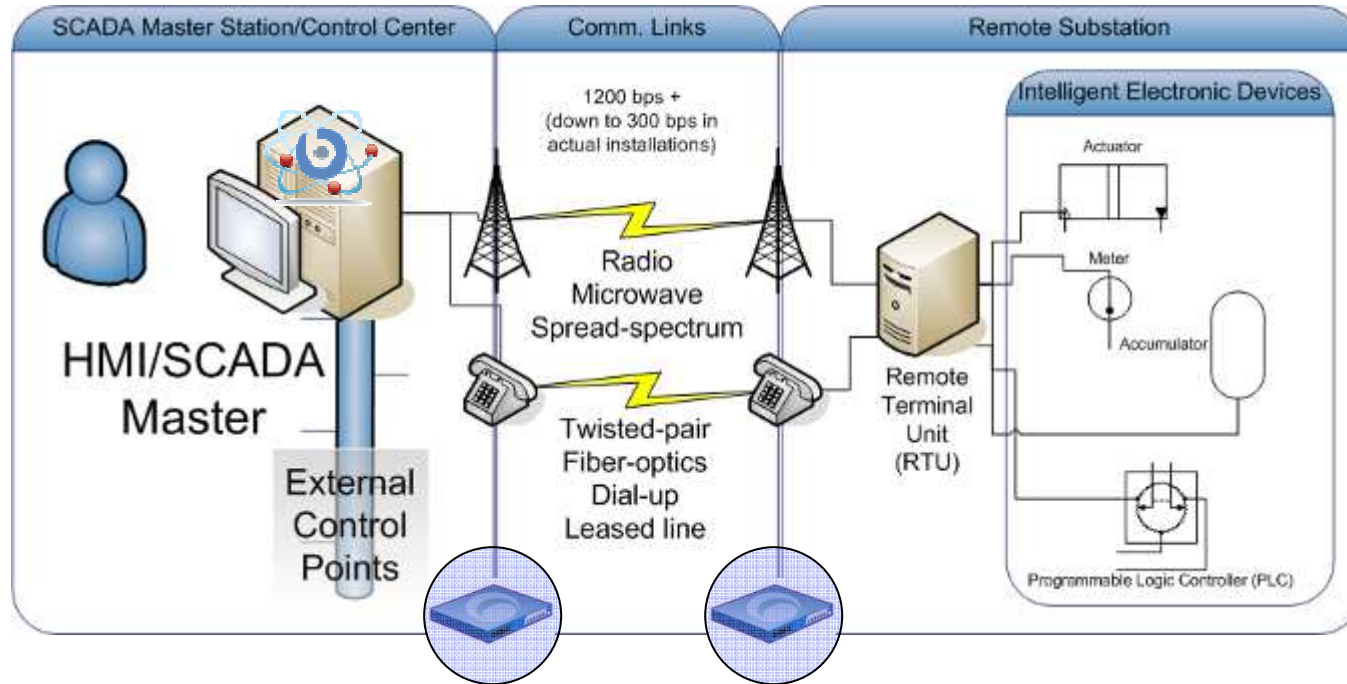 SCADA Master Station/Control Center
Comm. Links
Remote Substation
1200 bps +
(down to 300 bps in
actual installations)
Intelligent Electronic Devices
Actuator
Meter
Accumulator
Radio
Microwave
Spread-spectrum
HMI/SCADA
Master
Remote
Terminal
Unit
(RTU)
Twisted-pair
Fiber-optics
Dial-up
Leased line
External
Control
Points
Programmable Logic Controller (PLC)